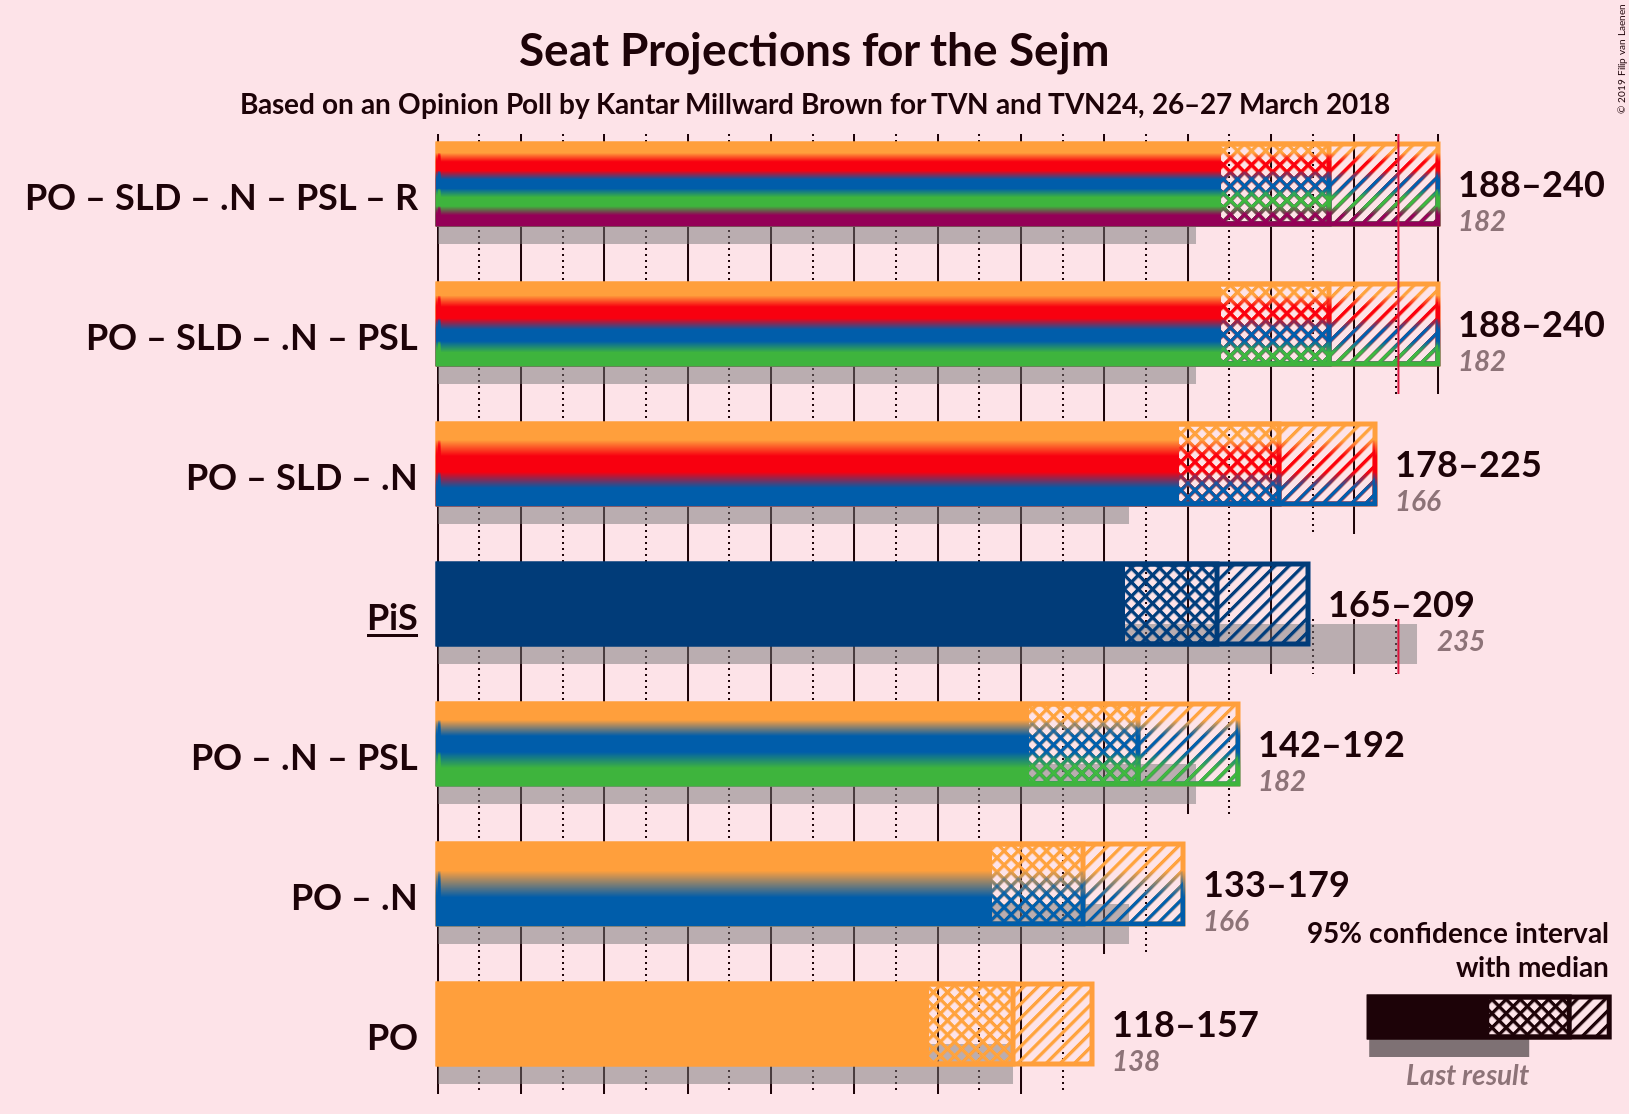 Seat Projections for the Sejm
Based on an Opinion Poll by Kantar Millward Brown for TVN and TVN24, 26–27 March 2018
© 2019 Filip van Laenen
PO – SLD – .N – PSL – R
188–240
182
PO – SLD – .N – PSL
188–240
182
PO – SLD – .N
178–225
166
PiS
165–209
235
PO – .N – PSL
142–192
182
PO – .N
133–179
166
PO
118–157
138
95% confidence interval
with median
Last result